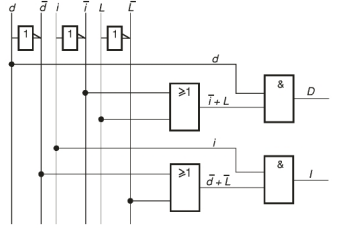 d d̅ i i̅ L L̅
1 1 1
d
≥1 & D
i̅ + L
i
≥1 & I
d̅ + L̅